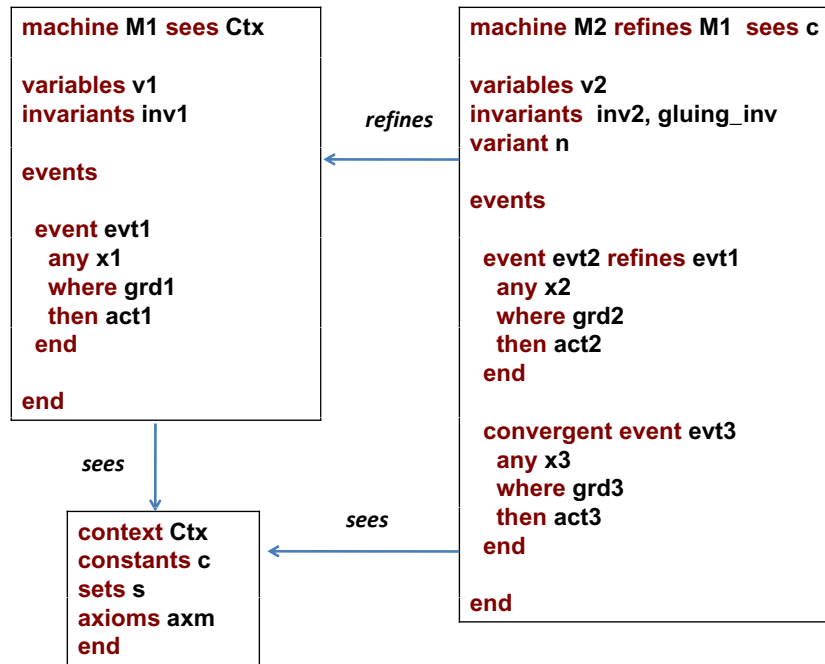 machine M1 sees Ctx
variables v1
invariants inv1
events
event evt1
any x1
where grd1
then act1
end
end
refines
machine M2 refines M1 sees c
variables v2
invariants inv2, gluing_inv
variant n
events
event evt2 refines evt1
any x2
where grd2
then act2
end
convergent event evt3
any x3
where grd3
then act3
end
end
sees
sees
context Ctx
constants c
sets s
axioms axm
end